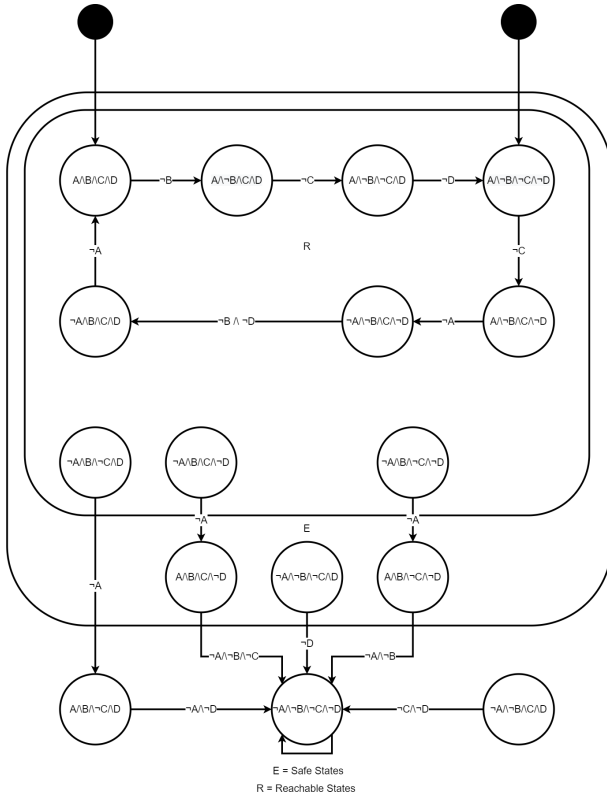 A/\B/\C/\D ¬B A/\¬B/\C/\D ¬C A/\¬B/\¬C/\D ¬D A/\¬B/\¬C/\¬D
¬A R ¬C
¬A/\B/\C/\D ¬B /\ ¬D ¬A/\¬B/\C/\¬D ¬A A/\¬B/\C/\¬D
¬A/\B/\¬C/\D ¬A/\B/\C/\¬D ¬A/\B/\¬C/\¬D
¬A ¬A
E
A/\B/\C/\¬D ¬A/\¬B/\¬C/\D A/\B/\¬C/\¬D
¬A
¬A/\¬B/\¬C ¬D ¬A/\¬B
A/\B/\¬C/\D ¬A/\¬D ¬A/\¬B/\¬C/\¬D ¬C/\¬D ¬A/\¬B/\C/\D
E = Safe States
R = Reachable States